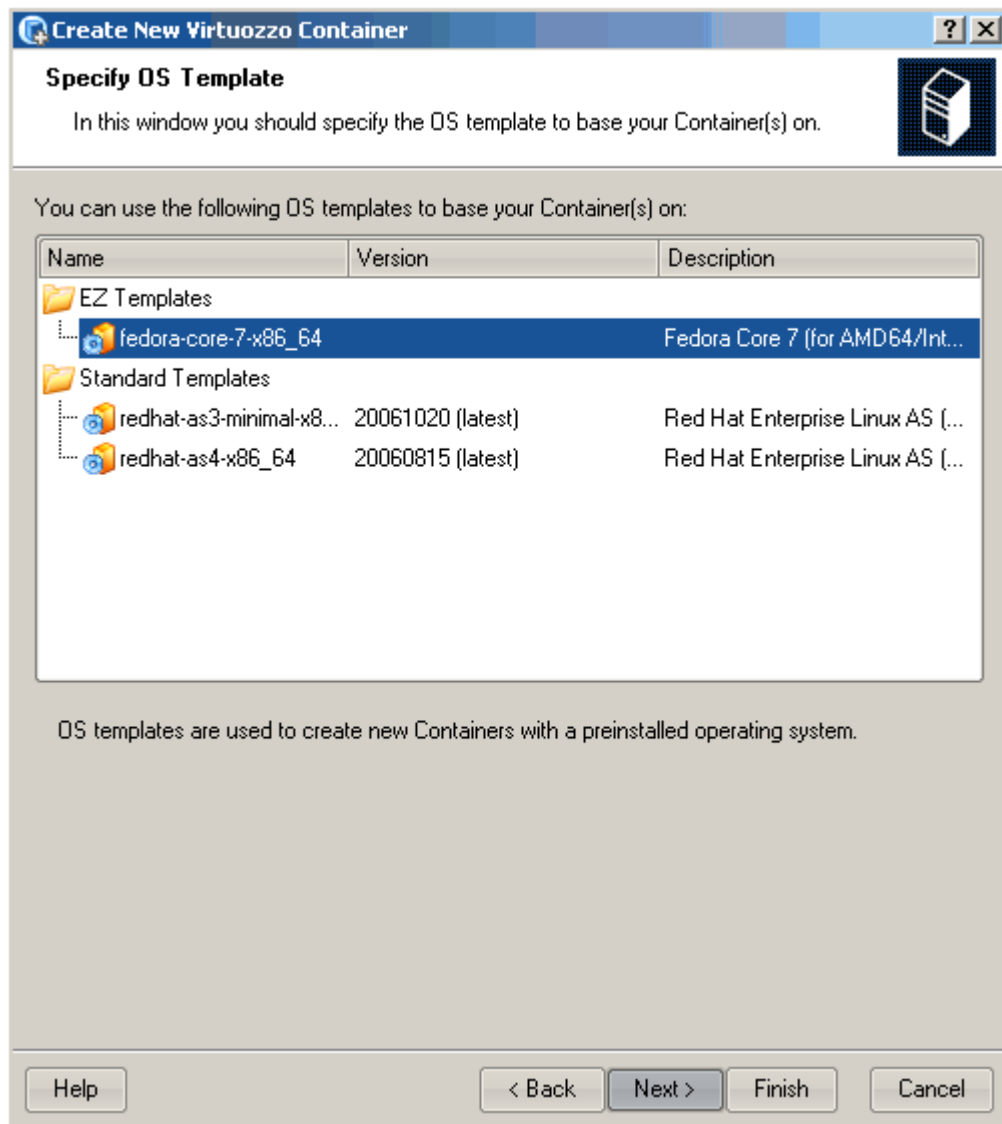 Create New Virtuozzo Container
Specify OS Template
In this window you should specify the OS template to base your Container(s) on.
You can use the following OS templates to base your Container(s) on:
Name Version Description
EZ Templates
fedora-core-7-x86_64 Fedora Core 7 (for AMD64/Int...
Standard Templates
redhat-as3-minimal-x8... 20061020 (latest) Red Hat Enterprise Linux AS (...
redhat-as4-x86_64 20060815 (latest) Red Hat Enterprise Linux AS (...
OS templates are used to create new Containers with a preinstalled operating system.
Help < Back Next > Finish Cancel